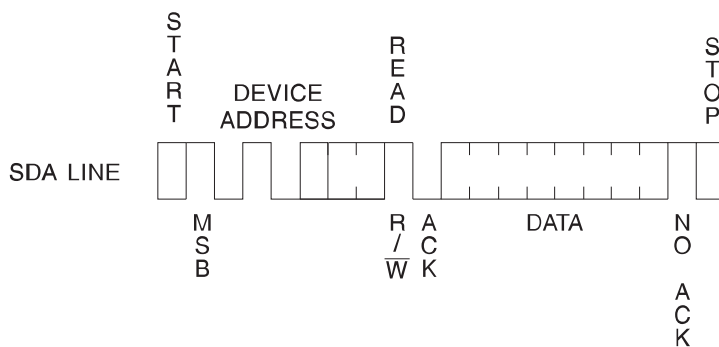 START
READ
STOP
DEVICE
ADDRESS
SDA LINE
MSB
R/W̅
ACK
DATA
NO ACK